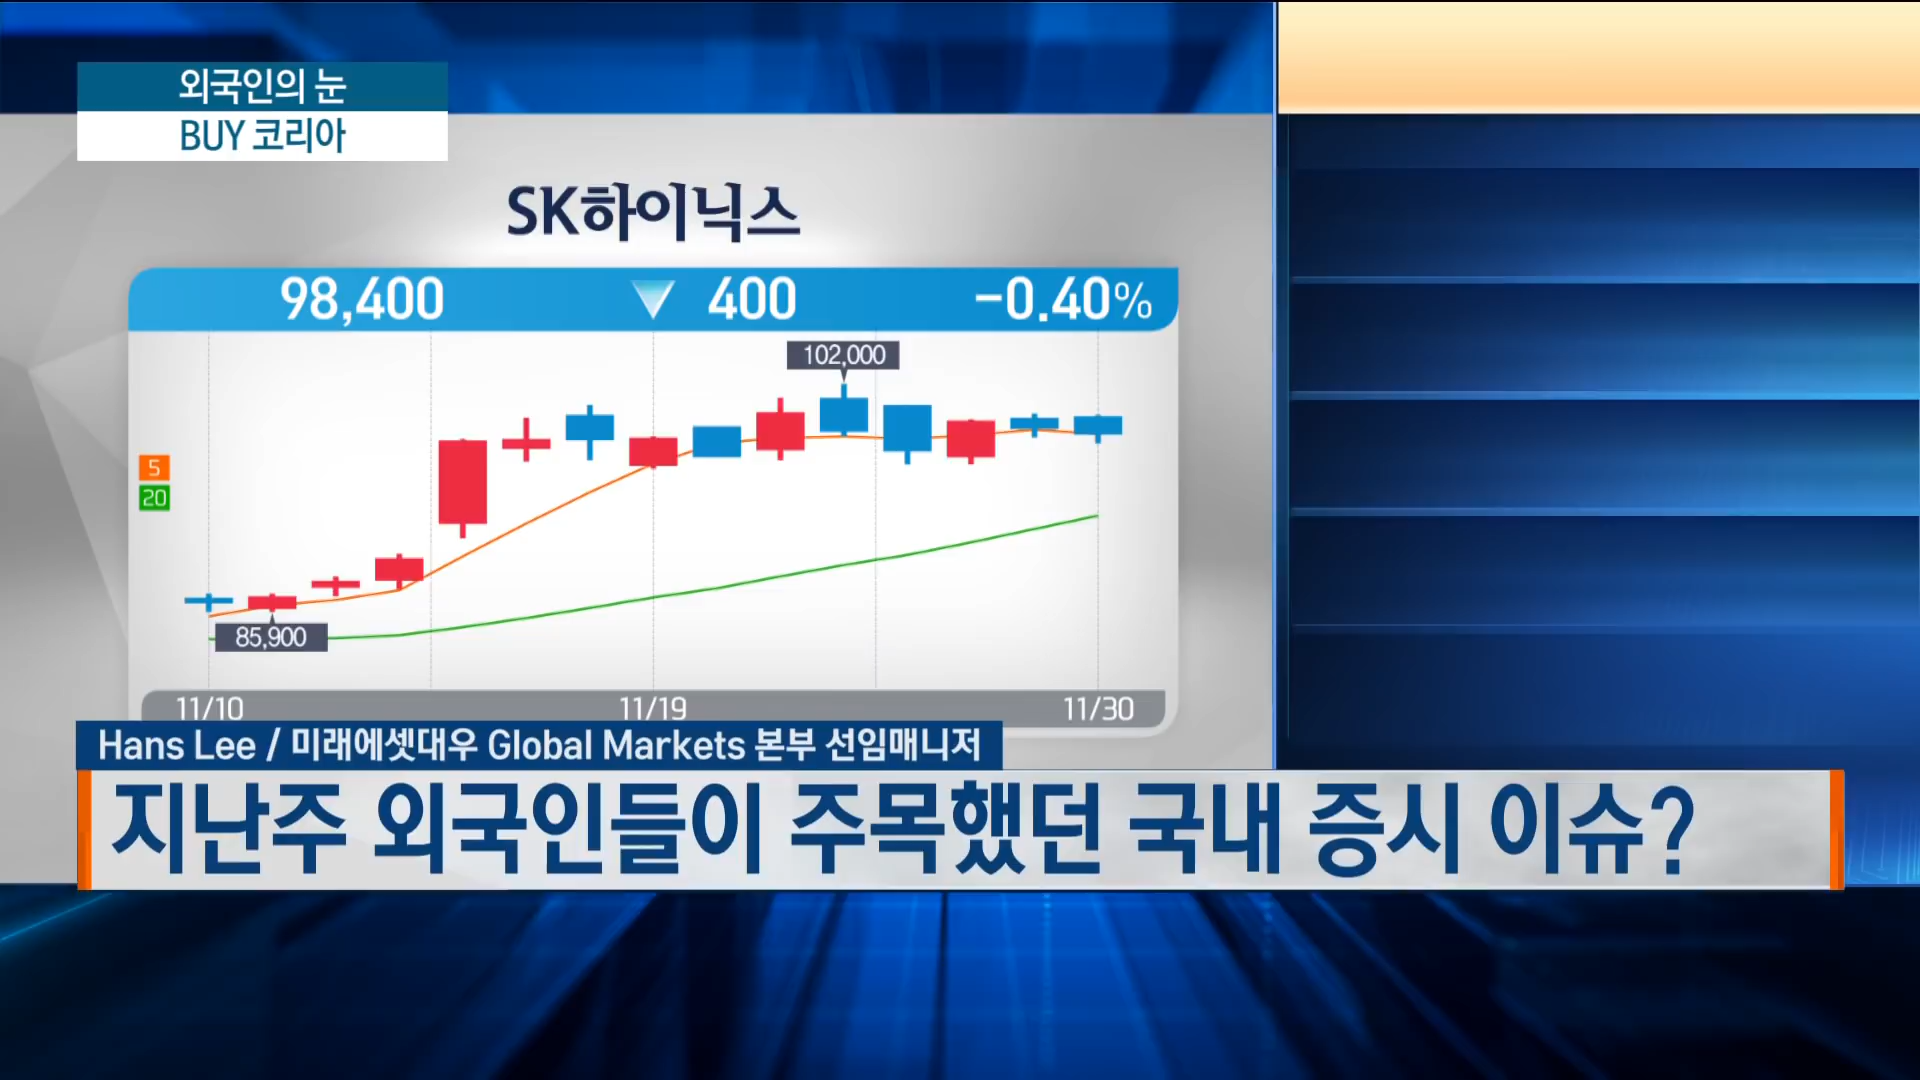 외국인의 눈
BUY 코리아
SK하이닉스
98,400 ▼ 400 -0.40%
102,000
5
20
85,900
11/10 11/19 11/30
Hans Lee / 미래에셋대우 Global Markets 본부 선임매니저
지난주 외국인들이 주목했던 국내 증시 이슈?